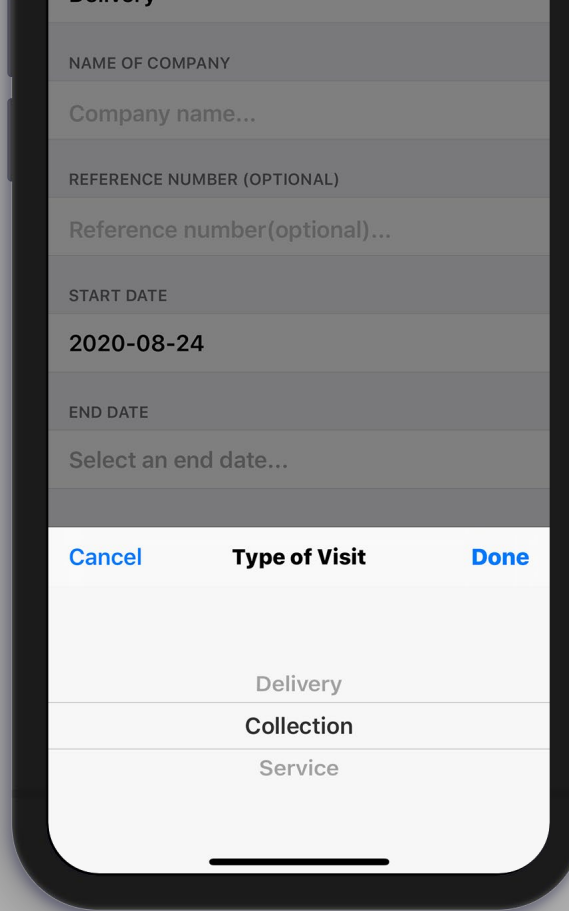 Delivery
NAME OF COMPANY
Company name...
REFERENCE NUMBER (OPTIONAL)
Reference number(optional)...
START DATE
2020-08-24
END DATE
Select an end date...
Cancel Type of Visit Done
Delivery
Collection
Service